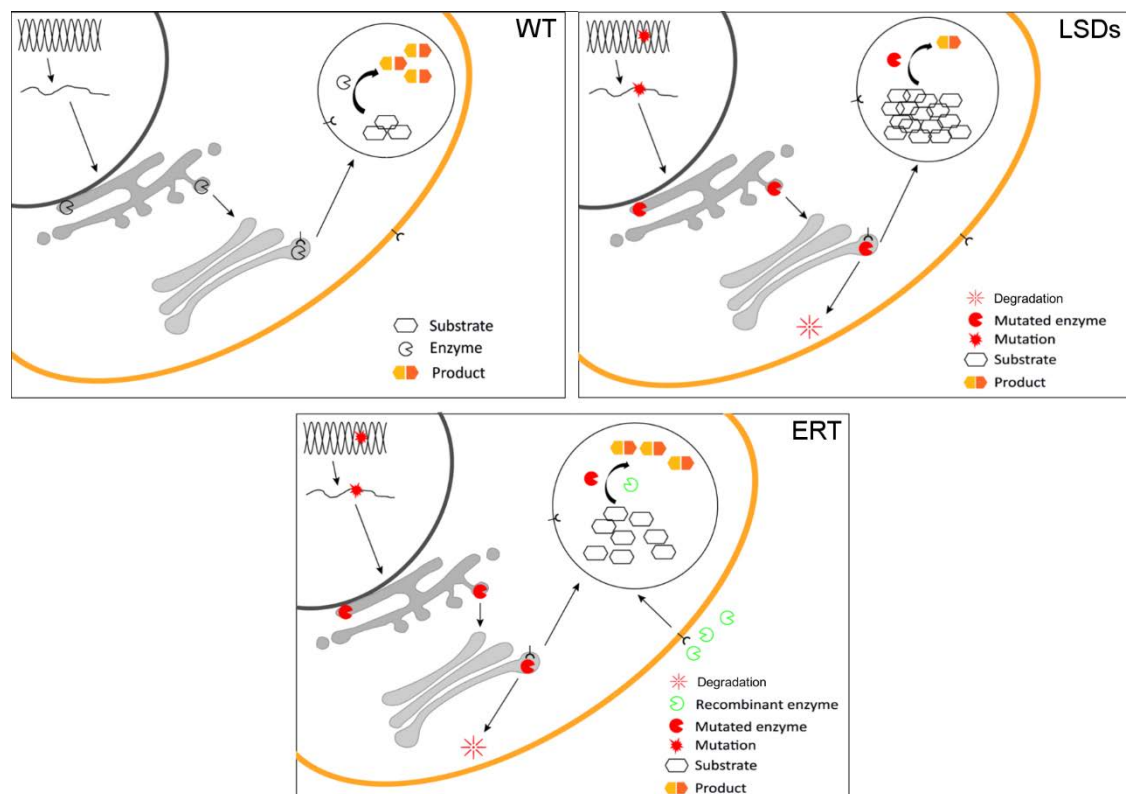 WT
Substrate
Enzyme
Product
LSDs
Degradation
Mutated enzyme
Mutation
Substrate
Product
ERT
Degradation
Recombinant enzyme
Mutated enzyme
Mutation
Substrate
Product